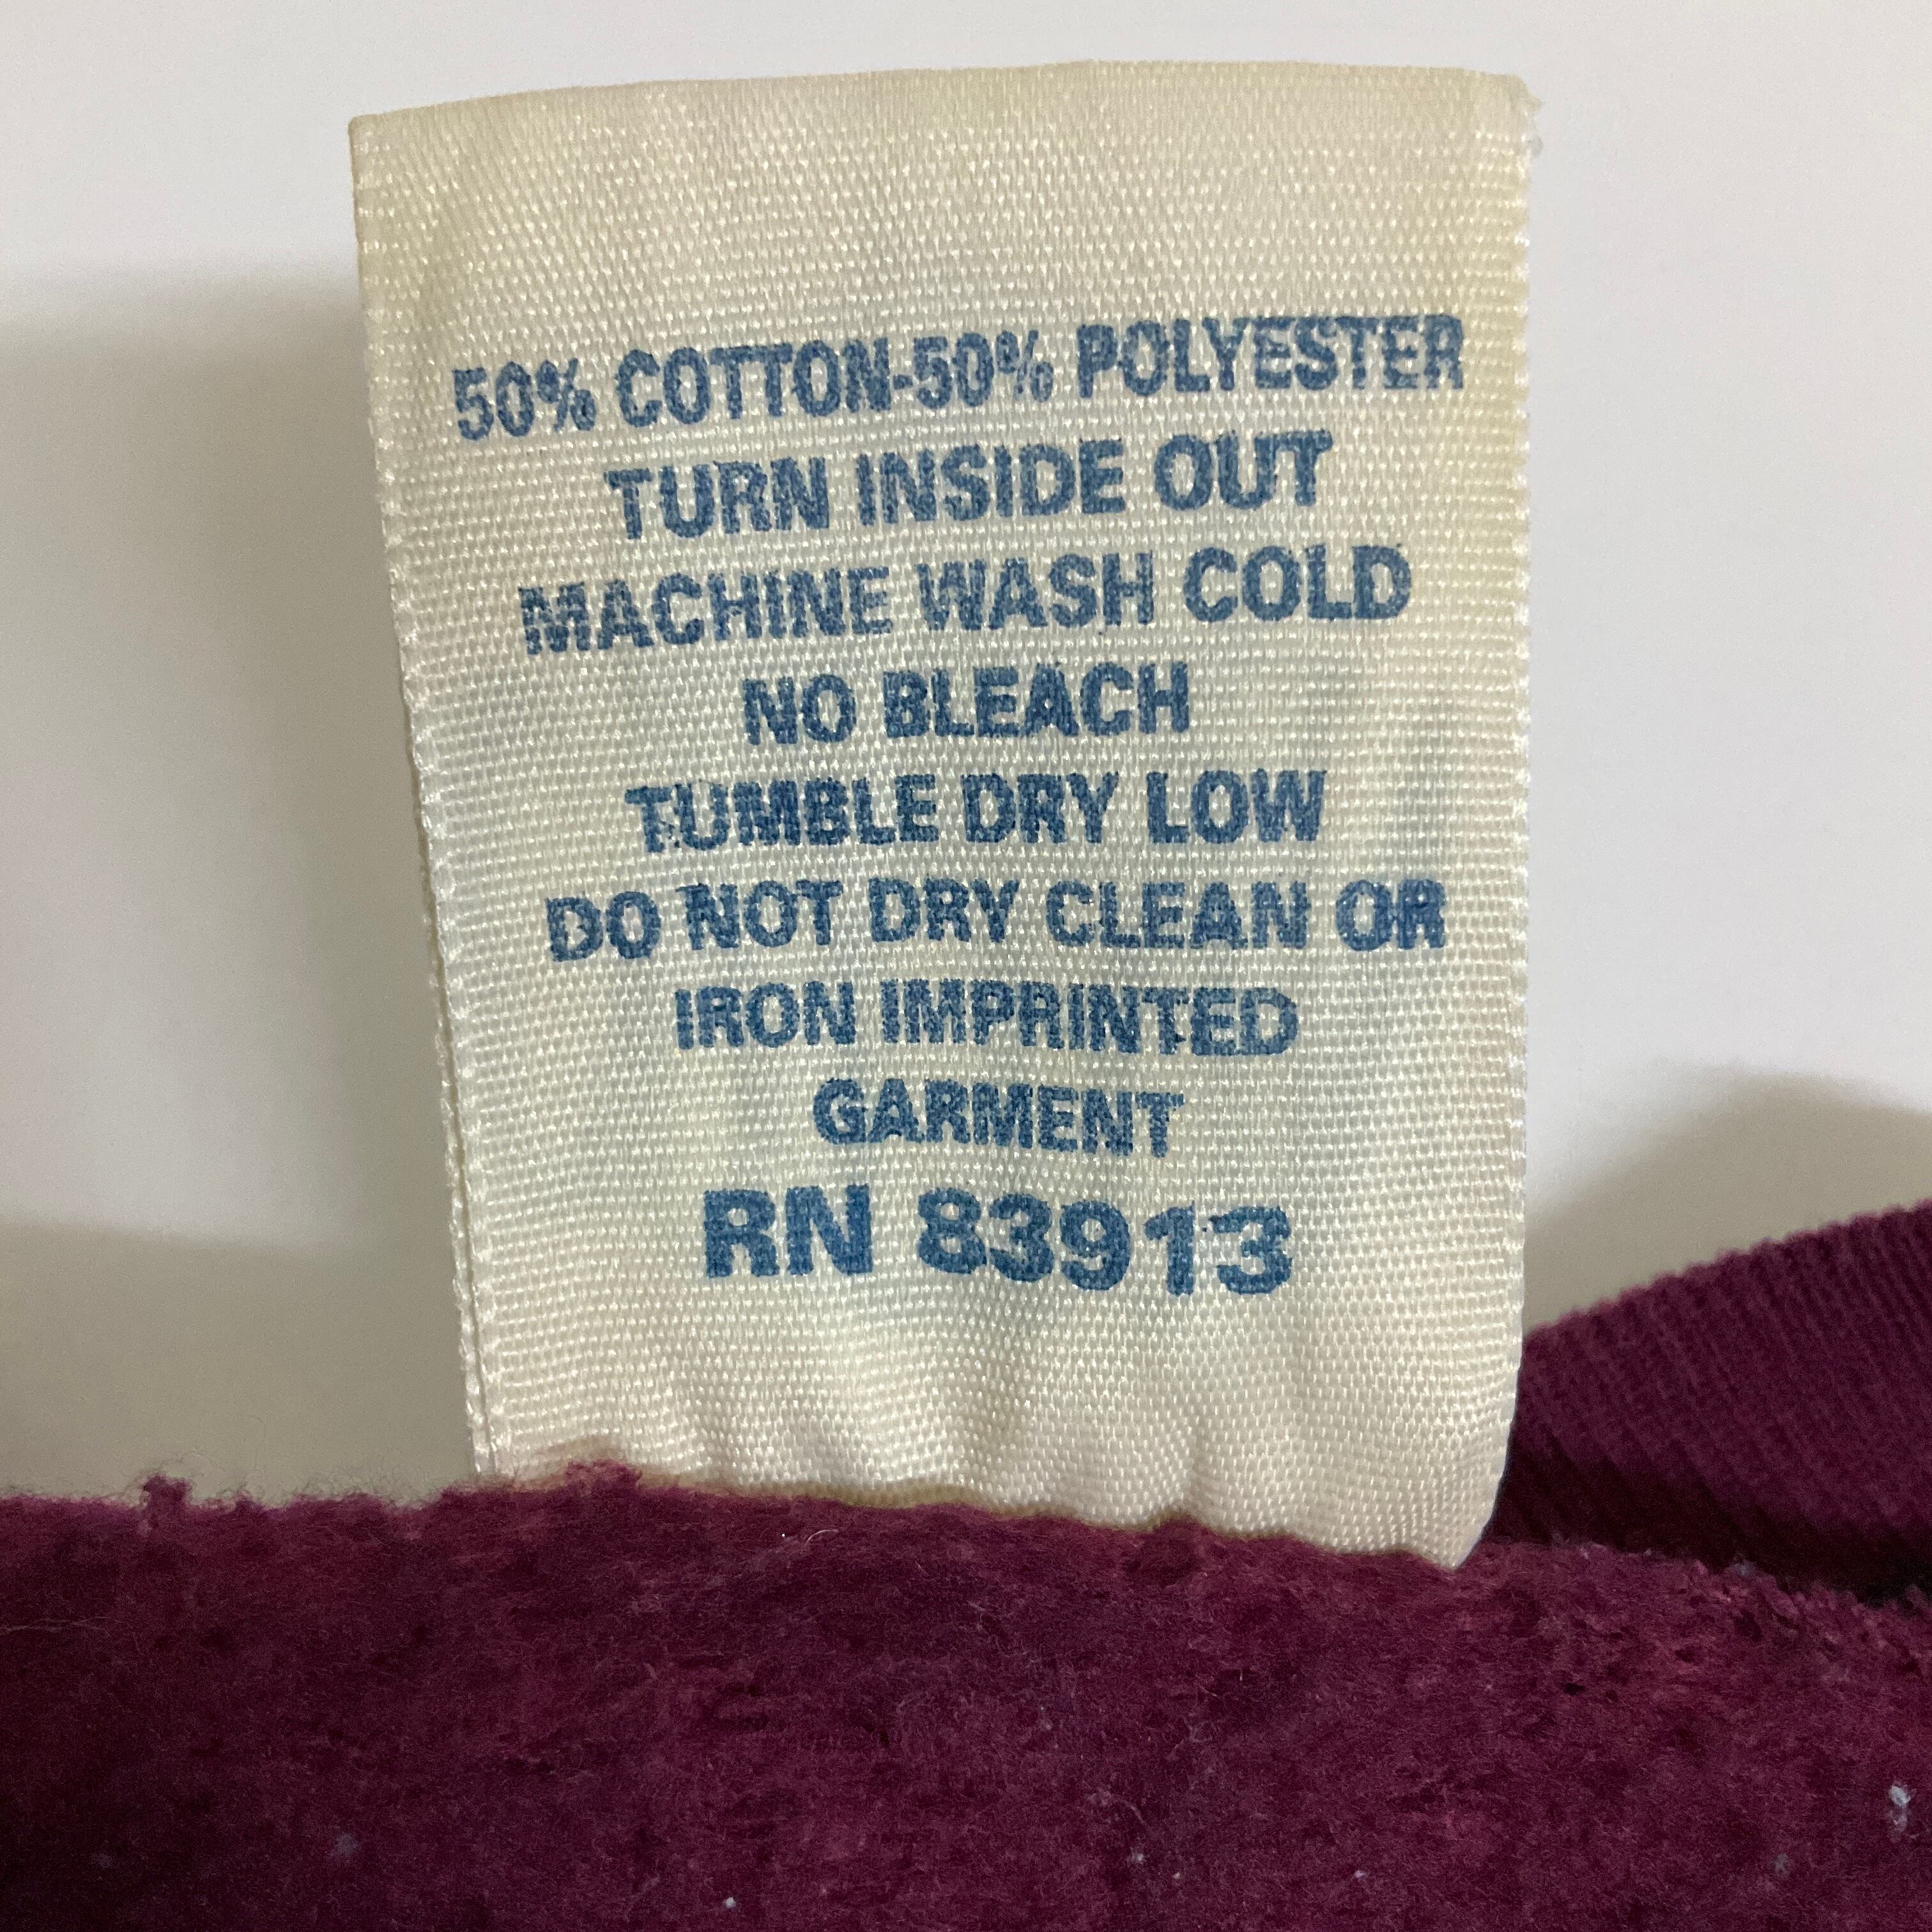 50% COTTON-50% POLYESTER
TURN INSIDE OUT
MACHINE WASH COLD
NO BLEACH
TUMBLE DRY LOW
DO NOT DRY CLEAN OR
IRON IMPRINTED
GARMENT
RN 83913